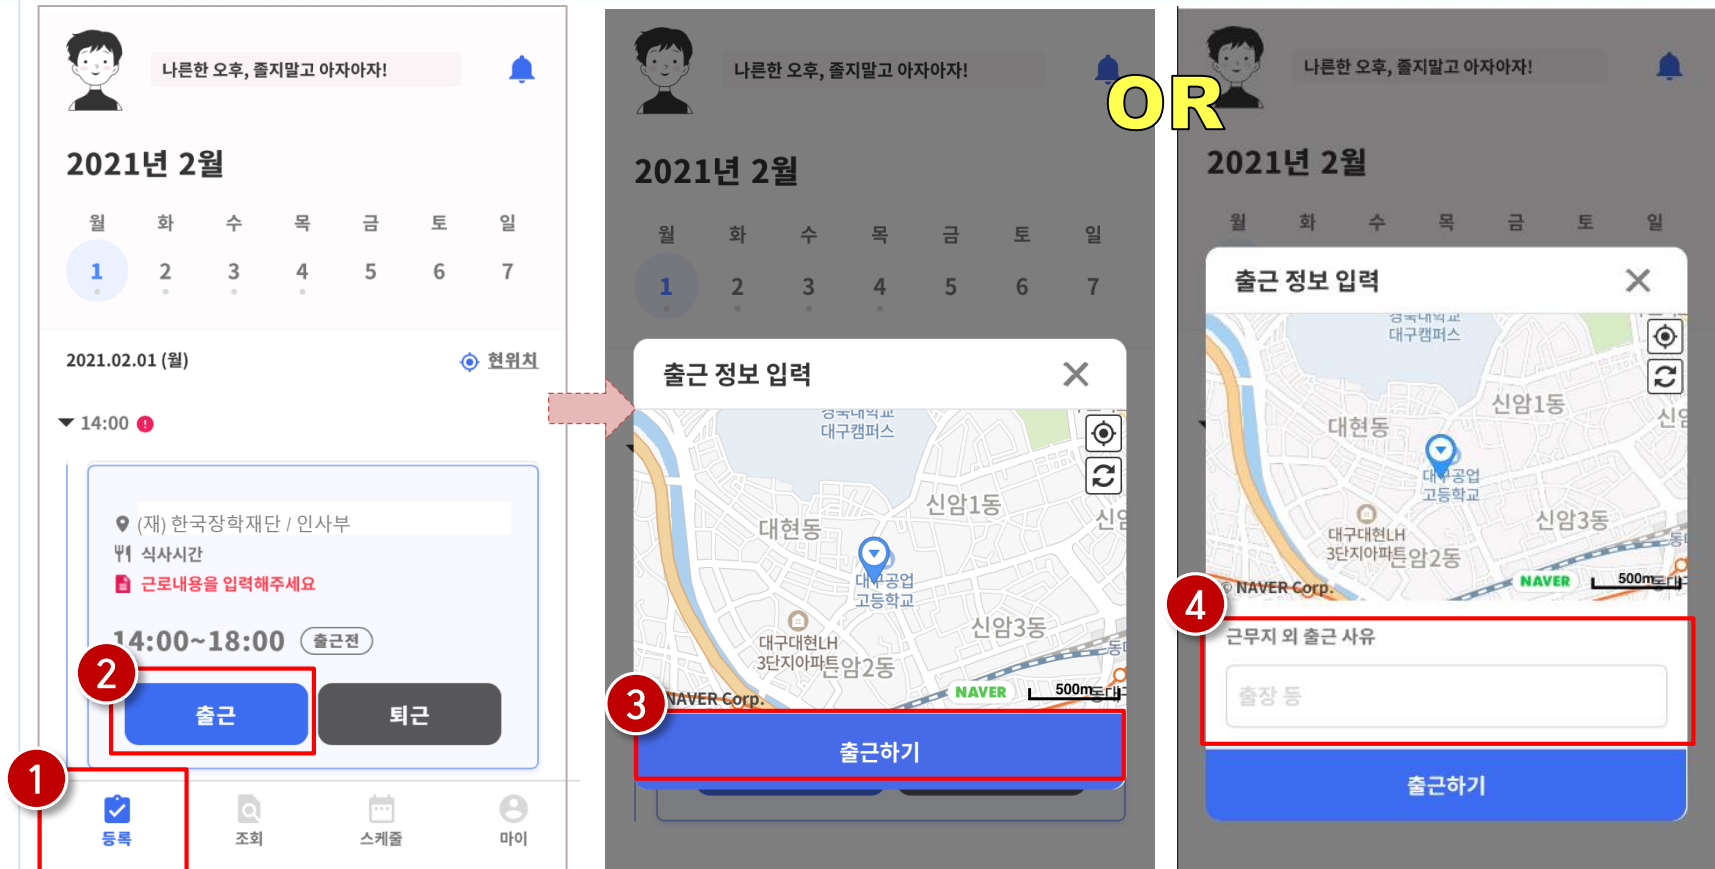 나른한 오후, 졸지말고 아자아자!
2021년 2월
월 화 수 목 금 토 일
1 2 3 4 5 6 7
2021.02.01 (월)
현위치
14:00
(재) 한국장학재단 / 인사부
식사시간
근로내용을 입력해주세요
14:00~18:00 출근전
2
출근 퇴근
1
등록 조회 스케줄 마이
나른한 오후, 졸지말고 아자아자!
2021년 2월
월 화 수 목 금 토 일
1 2 3 4 5 6 7
출근 정보 입력
경북대학교
대구캠퍼스
신암1동
대현동
대구공업
고등학교
신암3동
대구대현LH
3단지아파트
암2동
NAVER Corp.
NAVER
500m
3
출근하기
OR
나른한 오후, 졸지말고 아자아자!
2021년 2월
월 화 수 목 금 토 일
출근 정보 입력
경북대학교
대구캠퍼스
신암1동
대현동
대구공업
고등학교
신암3동
대구대현LH
3단지아파트
암2동
© NAVER Corp.
NAVER
500m
4
근무지 외 출근 사유
출장 등
출근하기